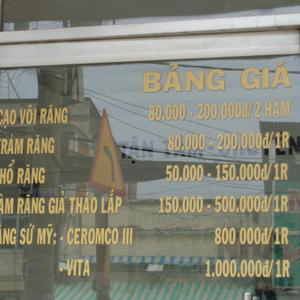 BẢNG GIÁ
CẠO VÔI RĂNG 80,000 - 200.000đ/2 HÀM
TRÁM RĂNG 80,000 - 200,000đ/1R
NHỔ RĂNG 50,000 - 150,000đ/1R
LÀM RĂNG GIẢ THÁO LẮP 150,000 - 500,000đ/1R
RĂNG SỨ MỸ: - CEROMCO III 800 000đ/1R
- VITA 1.000.000đ/1R